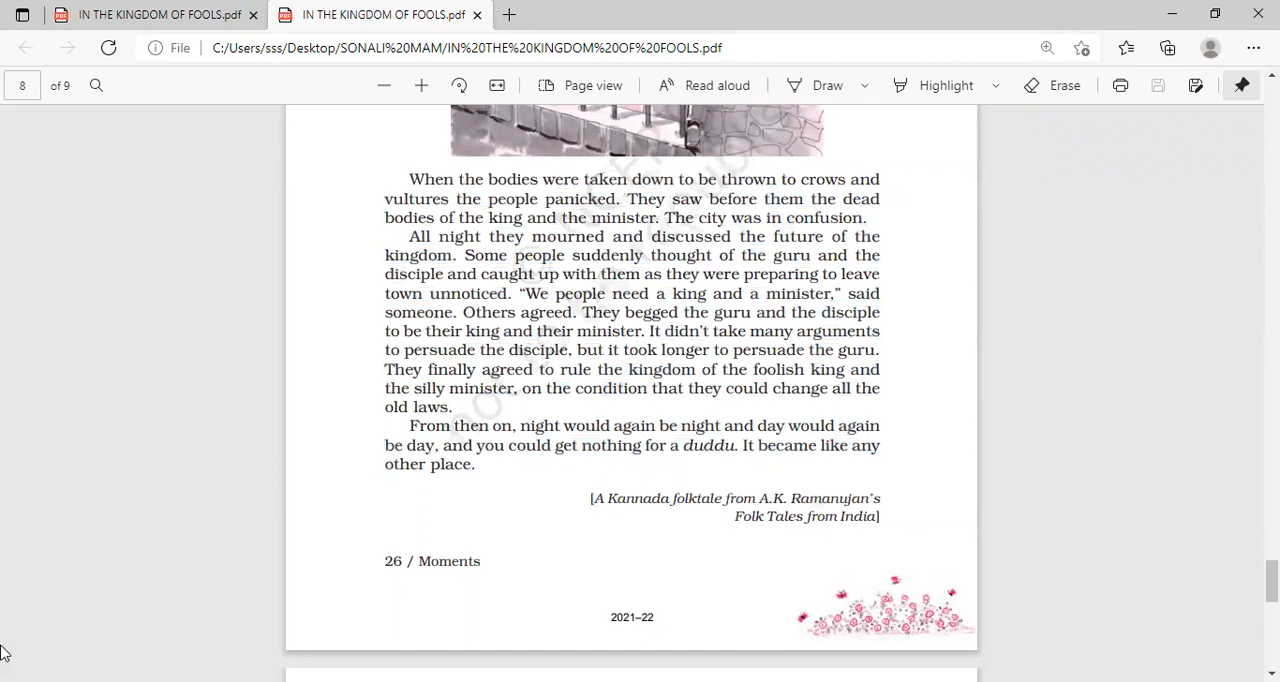 IN THE KINGDOM OF FOOLS.pdf
IN THE KINGDOM OF FOOLS.pdf
File C:/Users/sss/Desktop/SONALI%20MAM/IN%20THE%20KINGDOM%20OF%20FOOLS.pdf
8 of 9 Page view Read aloud Draw Highlight Erase
When the bodies were taken down to be thrown to crows and
vultures the people panicked. They saw before them the dead
bodies of the king and the minister. The city was in confusion.
All night they mourned and discussed the future of the
kingdom. Some people suddenly thought of the guru and the
disciple and caught up with them as they were preparing to leave
town unnoticed. “We people need a king and a minister,” said
someone. Others agreed. They begged the guru and the disciple
to be their king and their minister. It didn’t take many arguments
to persuade the disciple, but it took longer to persuade the guru.
They finally agreed to rule the kingdom of the foolish king and
the silly minister, on the condition that they could change all the
old laws.
From then on, night would again be night and day would again
be day, and you could get nothing for a duddu. It became like any
other place.
[A Kannada folktale from A.K. Ramanujan’s
Folk Tales from India]
26 / Moments
2021–22